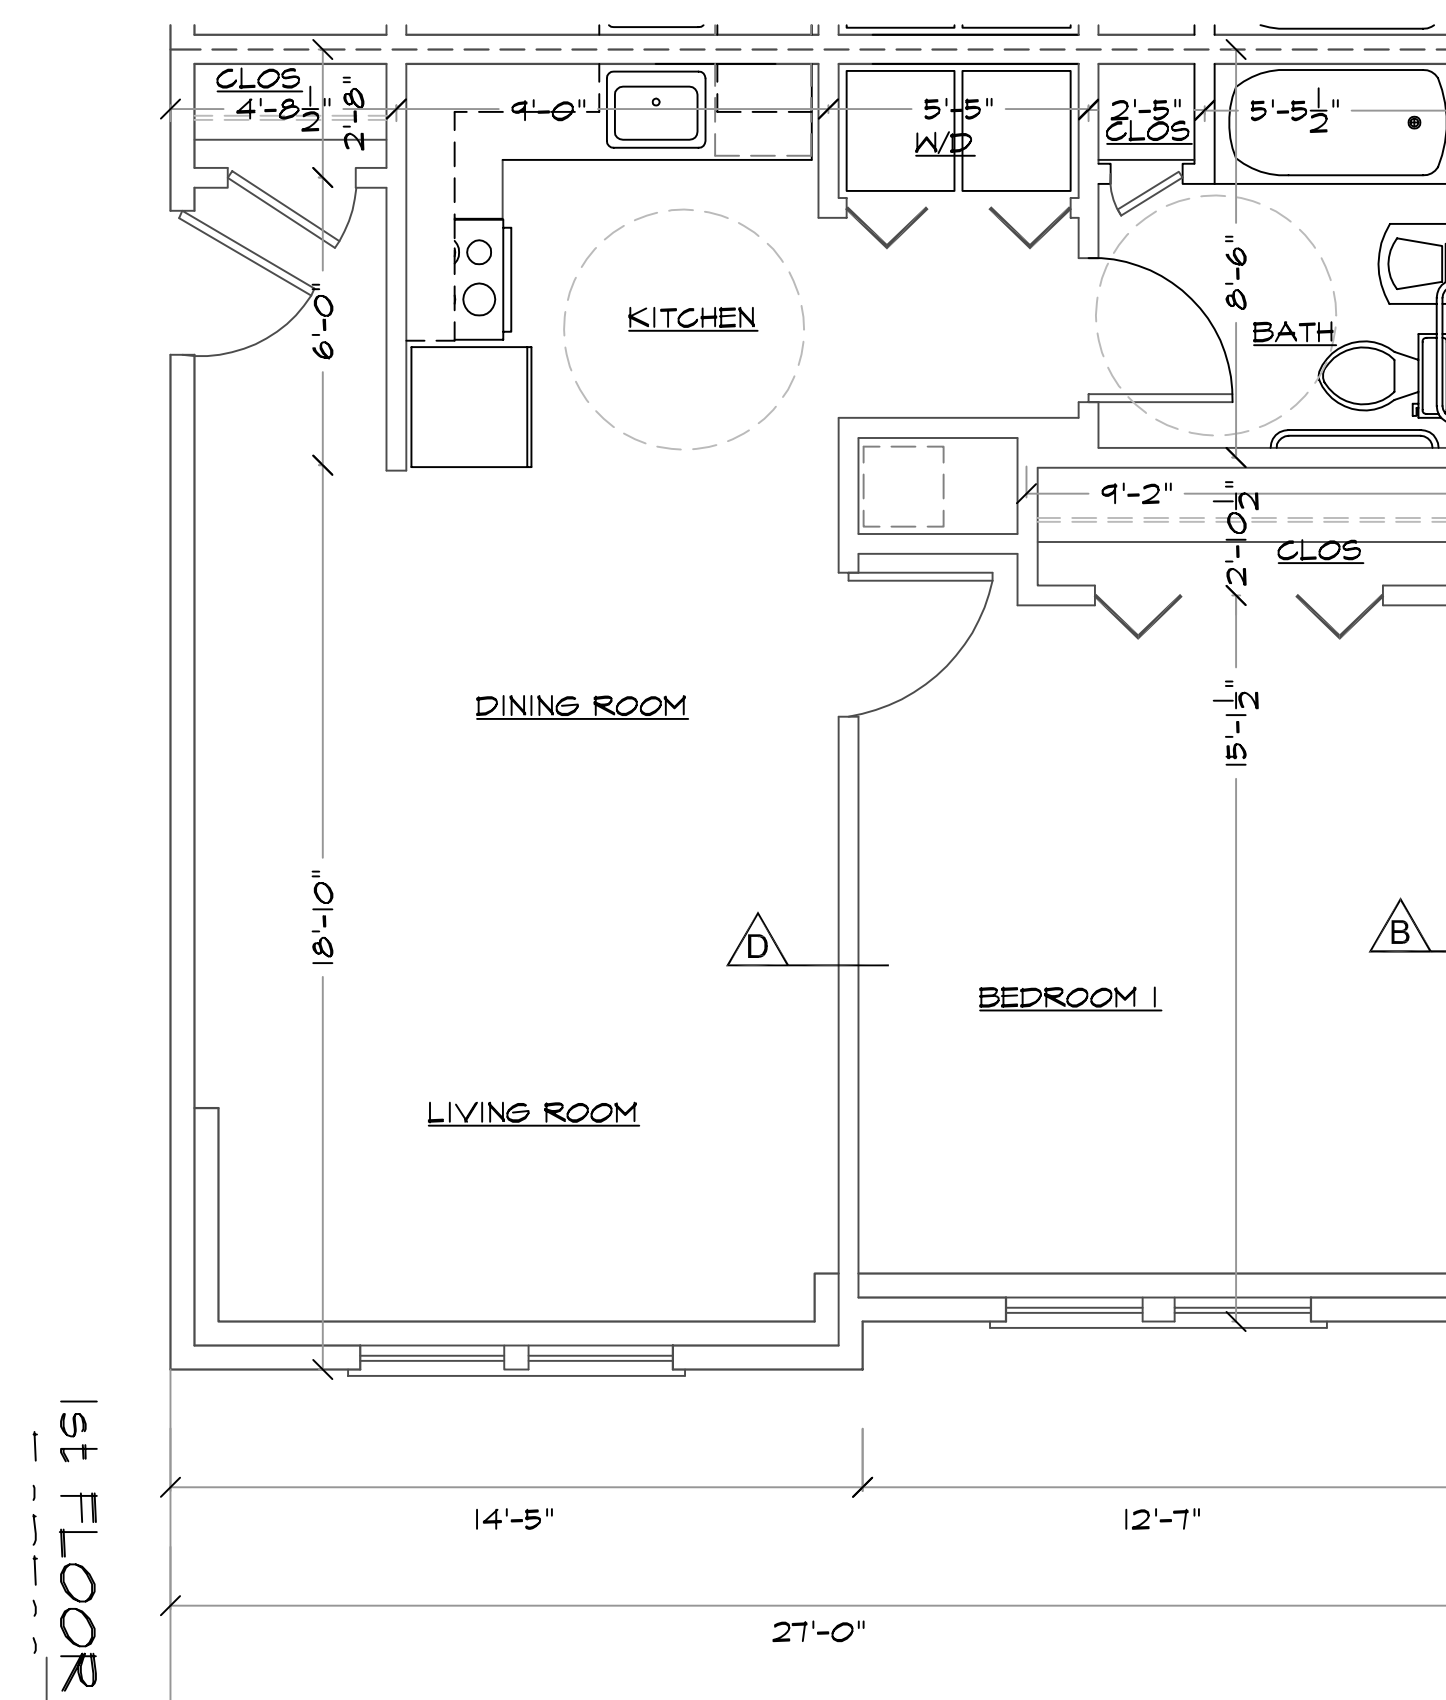 CLOS
4'-8 1/2"
2'-8"
9'-0"
5'-5"
W/D
2'-5"
CLOS
5'-5 1/2"
6'-0"
KITCHEN
8'-6"
BATH
9'-2"
2'-10 1/2"
CLOS
DINING ROOM
15'-1 1/2"
18'-10"
D
B
BEDROOM 1
LIVING ROOM
14'-5"
12'-7"
27'-0"
1st FLOOR